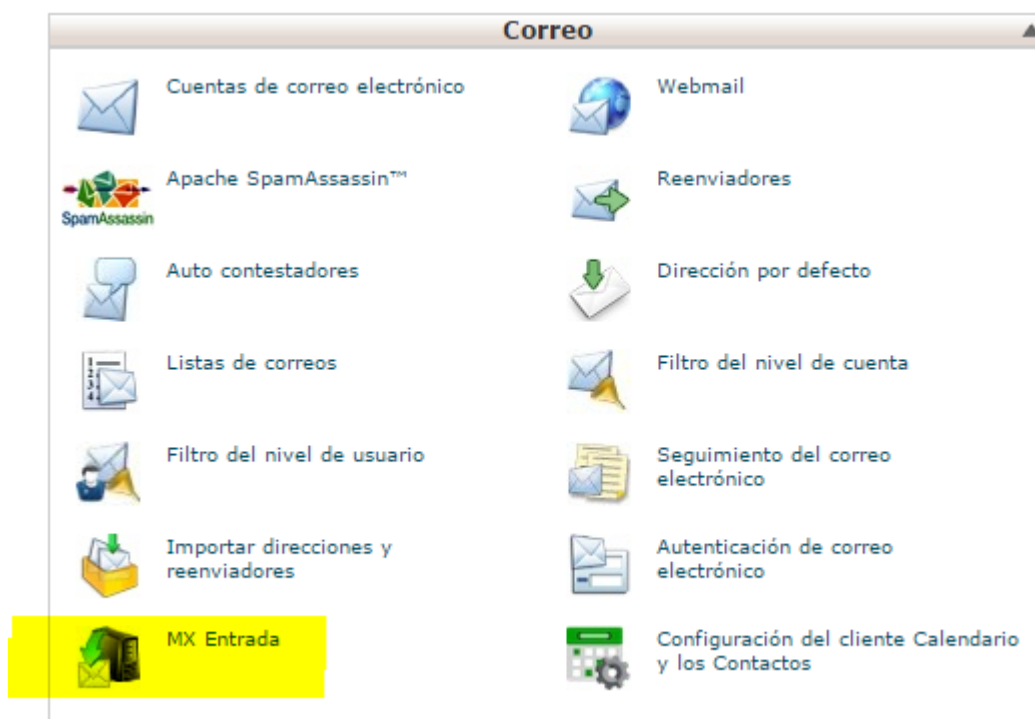 Correo
Cuentas de correo electrónico
Webmail
SpamAssassin
Apache SpamAssassin™
Reenviadores
Auto contestadores
Dirección por defecto
Listas de correos
Filtro del nivel de cuenta
Filtro del nivel de usuario
Seguimiento del correo
electrónico
Importar direcciones y
reenviadores
Autenticación de correo
electrónico
MX Entrada
Configuración del cliente Calendario
y los Contactos